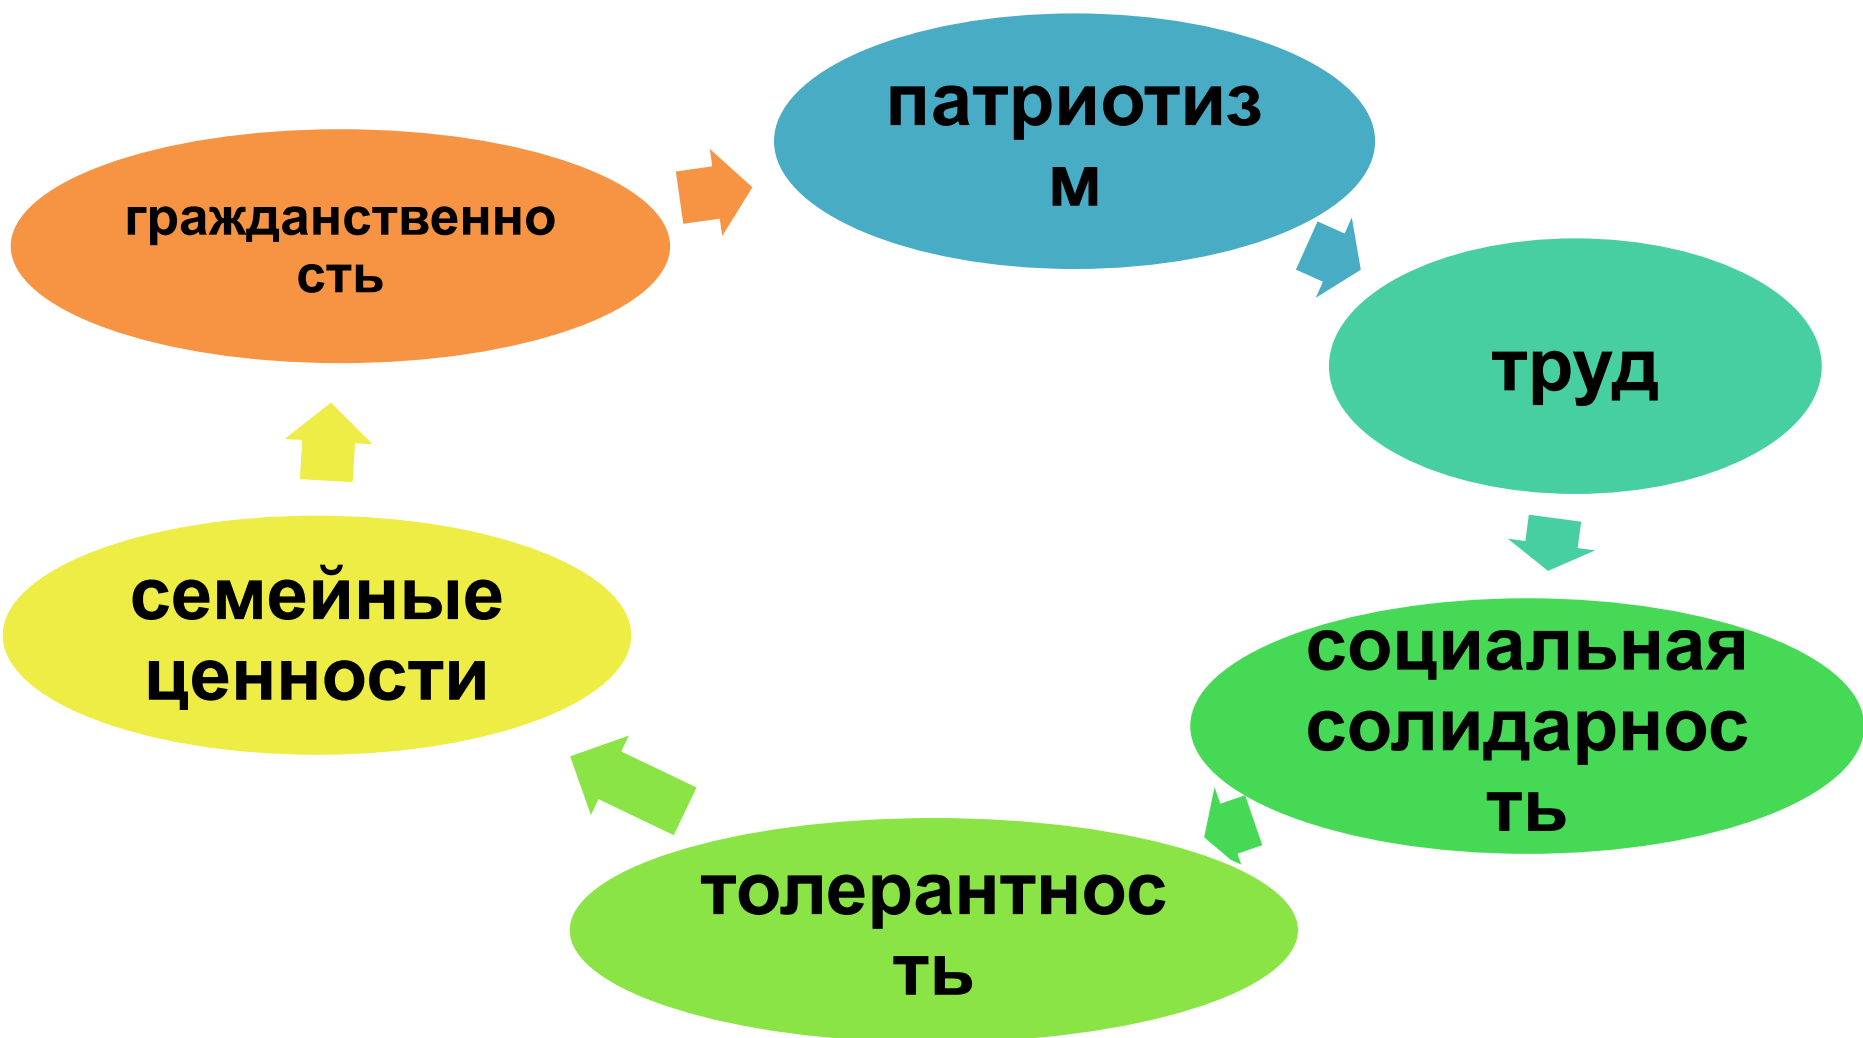 патриотиз
м
гражданственно
сть
труд
семейные
ценности
социальная
солидарнос
ть
толерантнос
ть